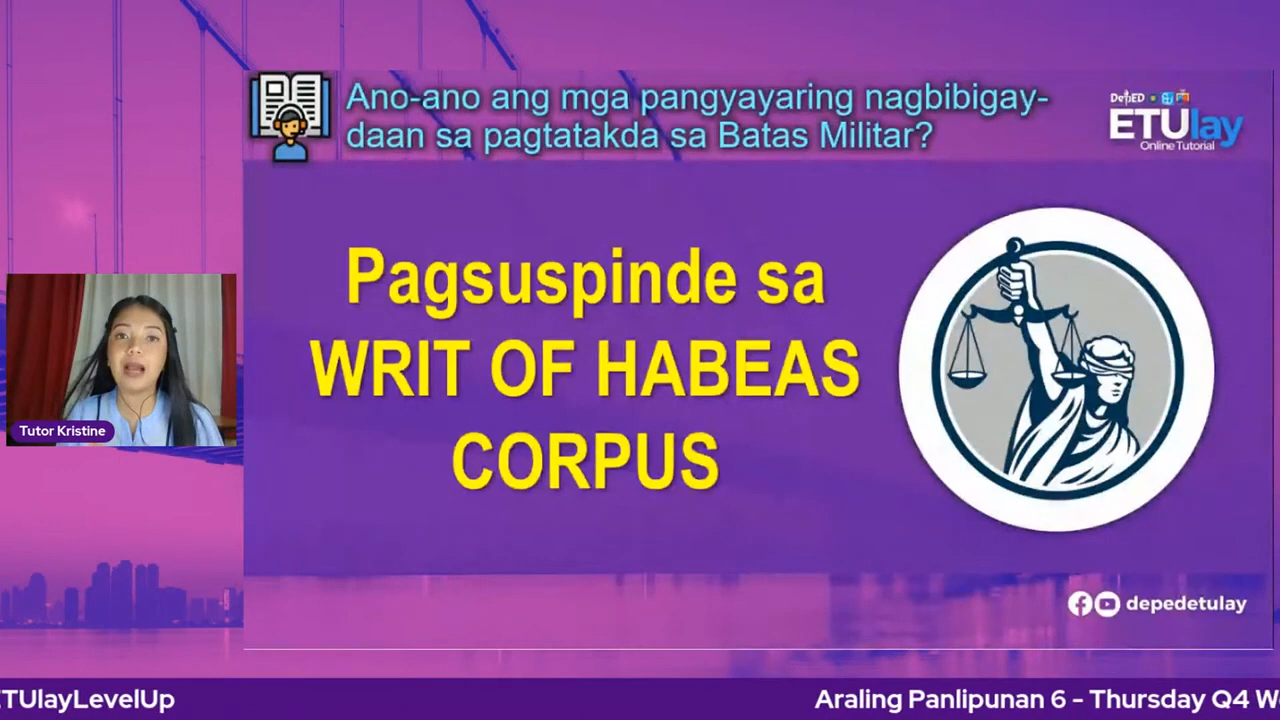 Ano-ano ang mga pangyayaring nagbibigay-
daan sa pagtatakda sa Batas Militar?
DepED
ETUlay
Online Tutorial
Pagsuspinde sa
WRIT OF HABEAS
CORPUS
Tutor Kristine
depedetulay
ETUlayLevelUp
Araling Panlipunan 6 - Thursday Q4